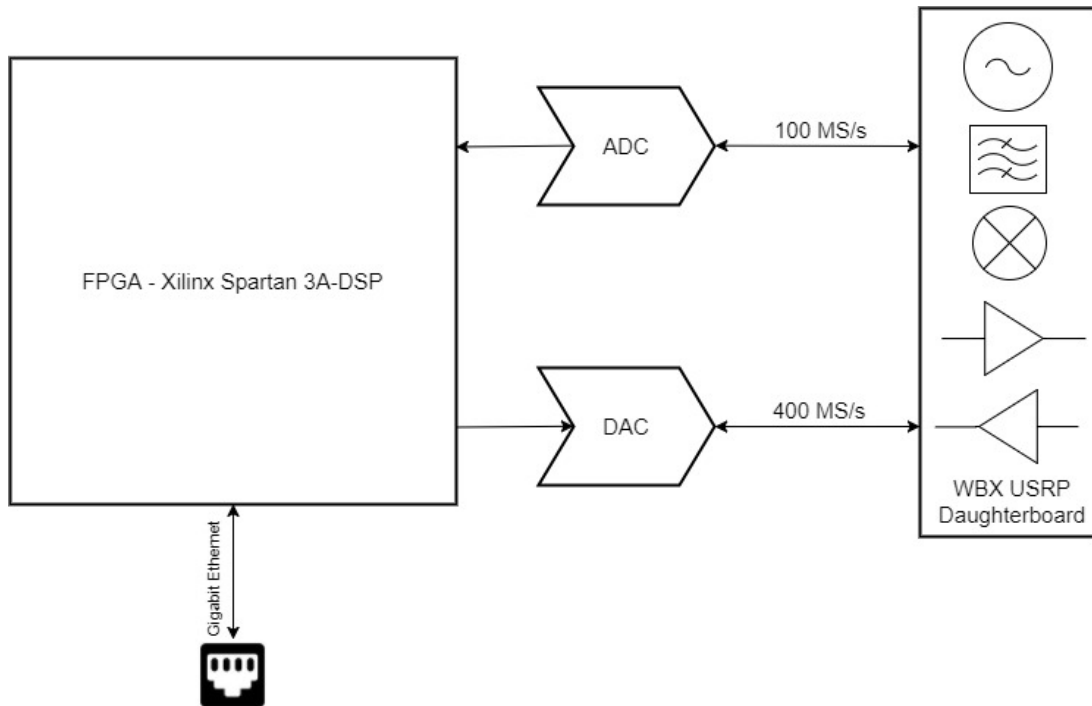 100 MS/s
ADC
FPGA - Xilinx Spartan 3A-DSP
400 MS/s
DAC
WBX USRP
Daughterboard
Gigabit Ethernet